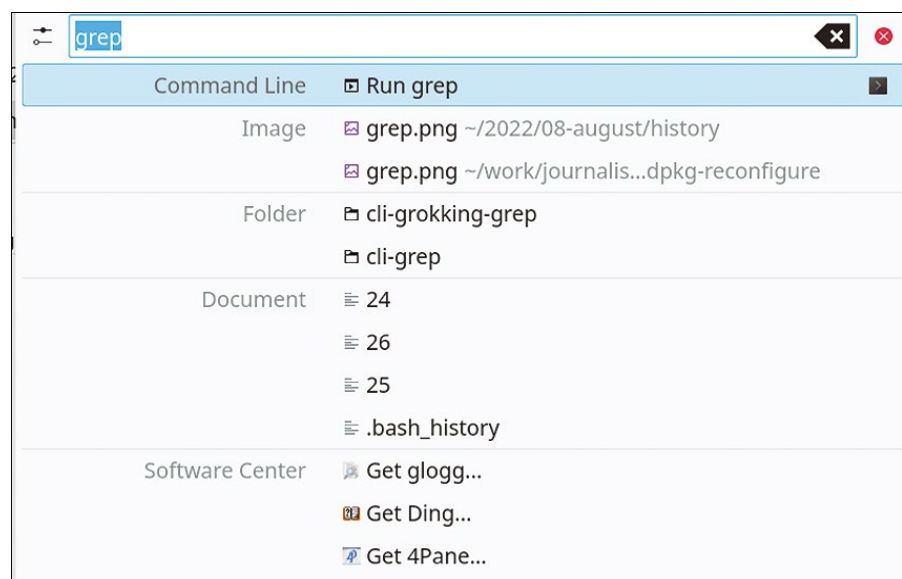 grep
Command Line Run grep
Image grep.png ~/2022/08-august/history
grep.png ~/work/journalis...dpkg-reconfigure
Folder cli-grokking-grep
cli-grep
Document 24
26
25
.bash_history
Software Center Get glogg...
Get Ding...
Get 4Pane...